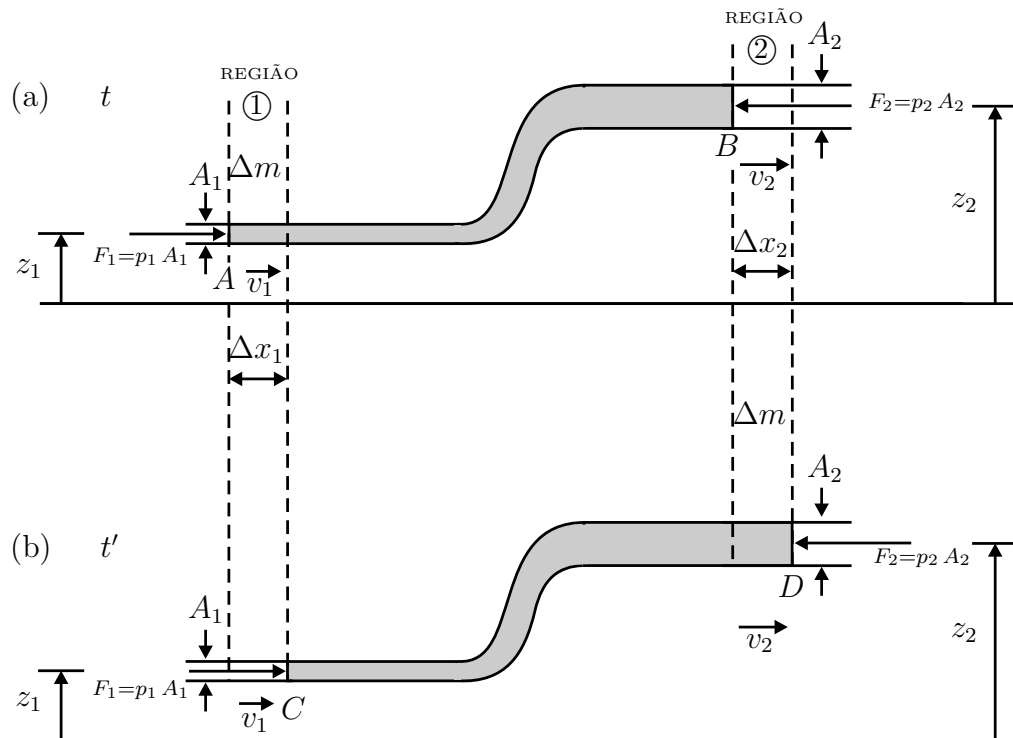 REGIÃO
②
A₂
REGIÃO
①
(a) t
F₂=p₂ A₂
B
Δm
v₂
A₁
z₂
z₁
F₁=p₁ A₁
A
v₁
Δx₂
Δx₁
Δm
A₂
(b) t′
F₂=p₂ A₂
D
A₁
v₂
z₂
z₁
F₁=p₁ A₁
v₁
C